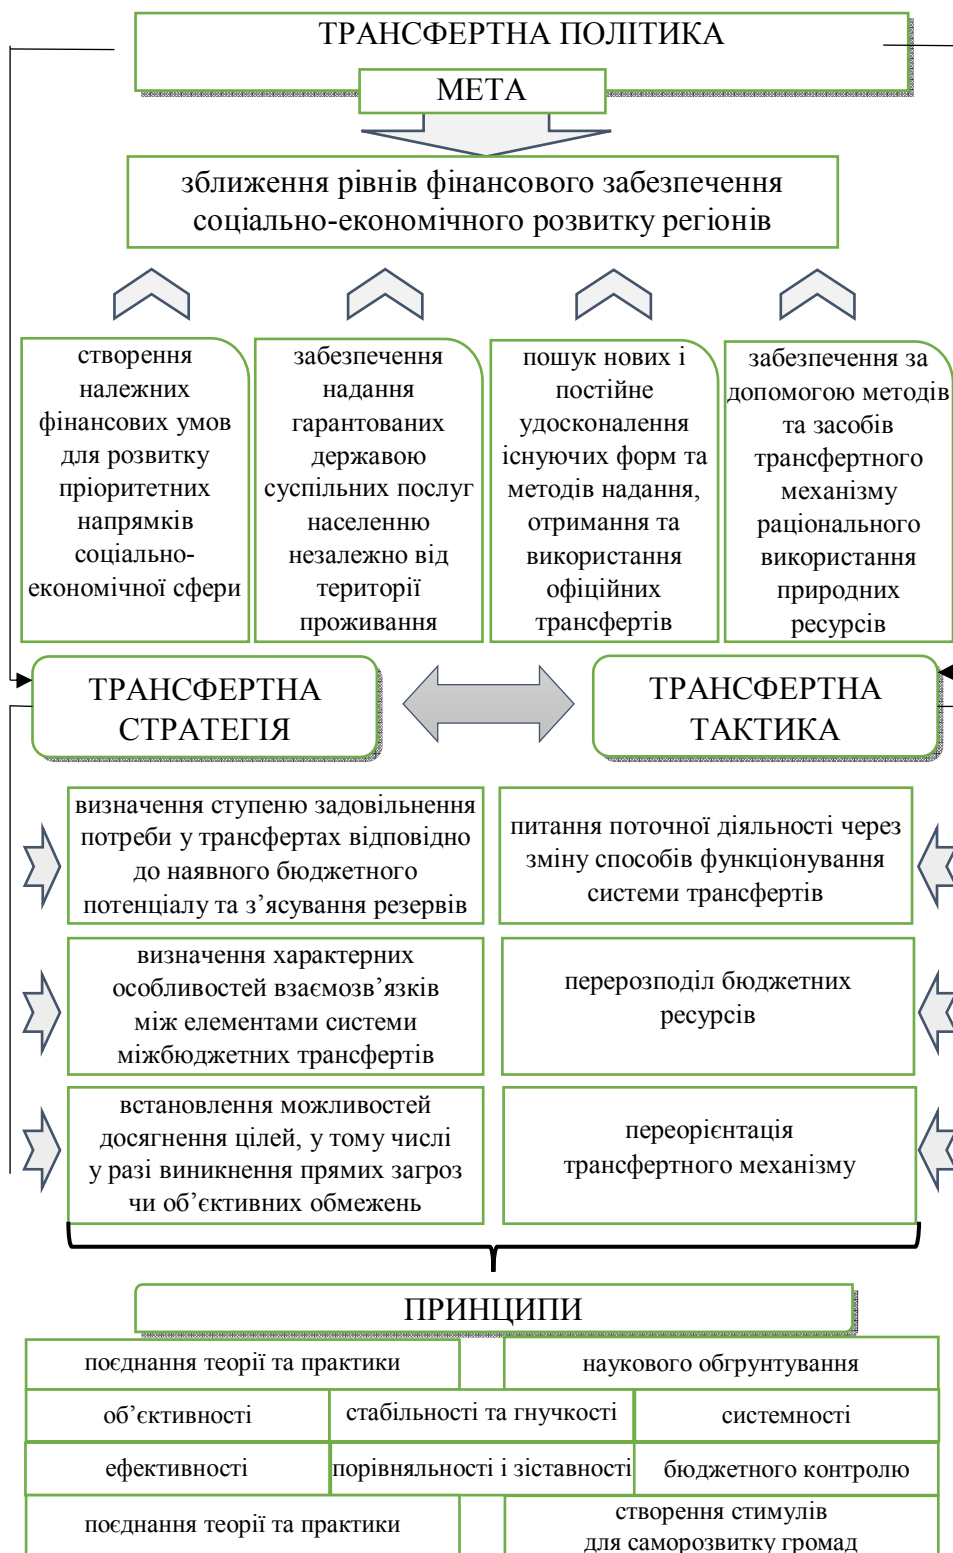 ТРАНСФЕРТНА ПОЛІТИКА
МЕТА
зближення рівнів фінансового забезпечення
соціально-економічного розвитку регіонів
створення
належних
фінансових умов
для розвитку
пріоритетних
напрямків
соціально-
економічної сфери
забезпечення
надання
гарантованих
державою
суспільних послуг
населенню
незалежно від
території
проживання
пошук нових і
постійне
удосконалення
існуючих форм та
методів надання,
отримання та
використання
офіційних
трансфертів
забезпечення за
допомогою методів
та засобів
трансфертного
механізму
раціонального
використання
природних
ресурсів
ТРАНСФЕРТНА
СТРАТЕГІЯ
ТРАНСФЕРТНА
ТАКТИКА
визначення ступеню задовільнення
потреби у трансфертах відповідно
до наявного бюджетного
потенціалу та з’ясування резервів
питання поточної діяльності через
зміну способів функціонування
системи трансфертів
визначення характерних
особливостей взаємозв’язків
між елементами системи
міжбюджетних трансфертів
перерозподіл бюджетних
ресурсів
встановлення можливостей
досягнення цілей, у тому числі
у разі виникнення прямих загроз
чи об’єктивних обмежень
переорієнтація
трансфертного механізму
ПРИНЦИПИ
поєднання теорії та практики
наукового обгрунтування
об’єктивності
стабільності та гнучкості
системності
ефективності
порівняльності і зіставності
бюджетного контролю
поєднання теорії та практики
створення стимулів
для саморозвитку громад